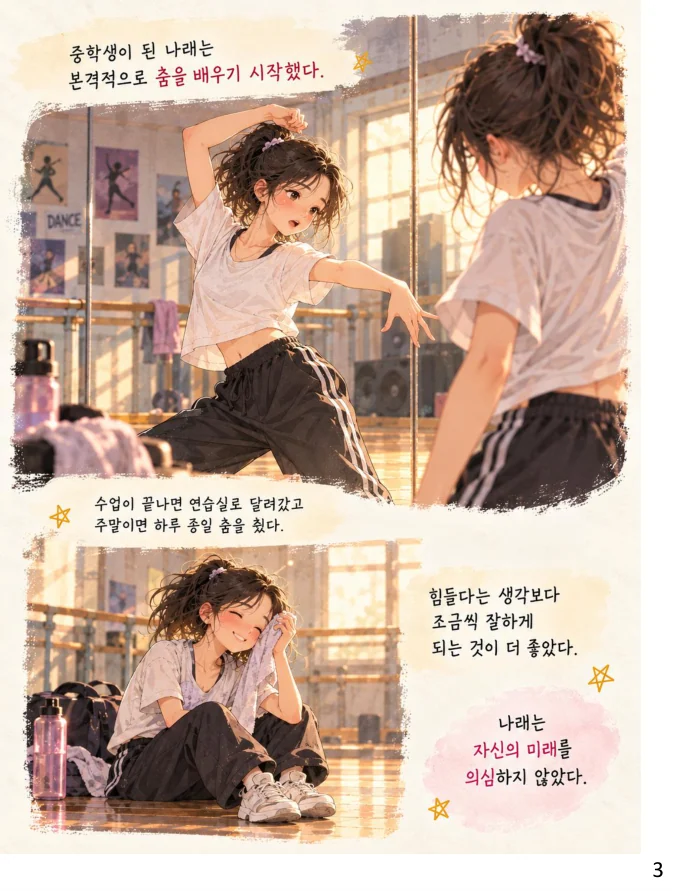 중학생이 된 나래는
본격적으로 춤을 배우기 시작했다.
DANCE
수업이 끝나면 연습실로 달려갔고
주말이면 하루 종일 춤을 췄다.
힘들다는 생각보다
조금씩 잘하게
되는 것이 더 좋았다.
나래는
자신의 미래를
의심하지 않았다.
3